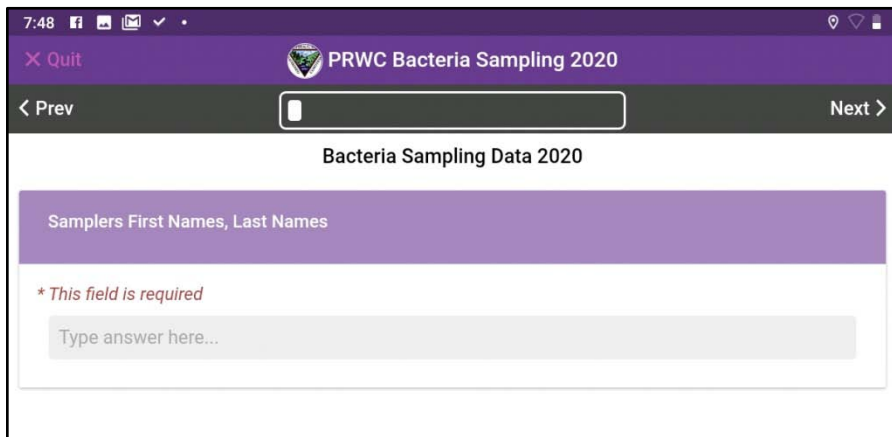 7:48
X Quit
PRWC Bacteria Sampling 2020
< Prev
Next >
Bacteria Sampling Data 2020
Samplers First Names, Last Names
* This field is required
Type answer here...